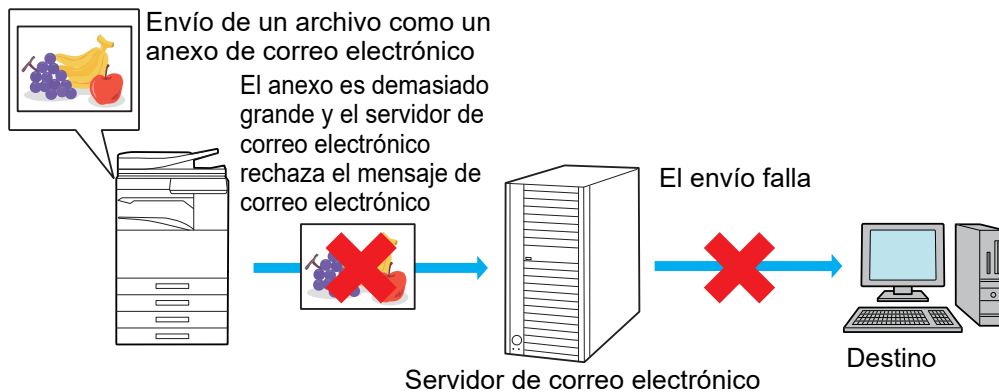 Envío de un archivo como un
anexo de correo electrónico
El anexo es demasiado
grande y el servidor de
correo electrónico
rechaza el mensaje de
correo electrónico
El envío falla
Destino
Servidor de correo electrónico